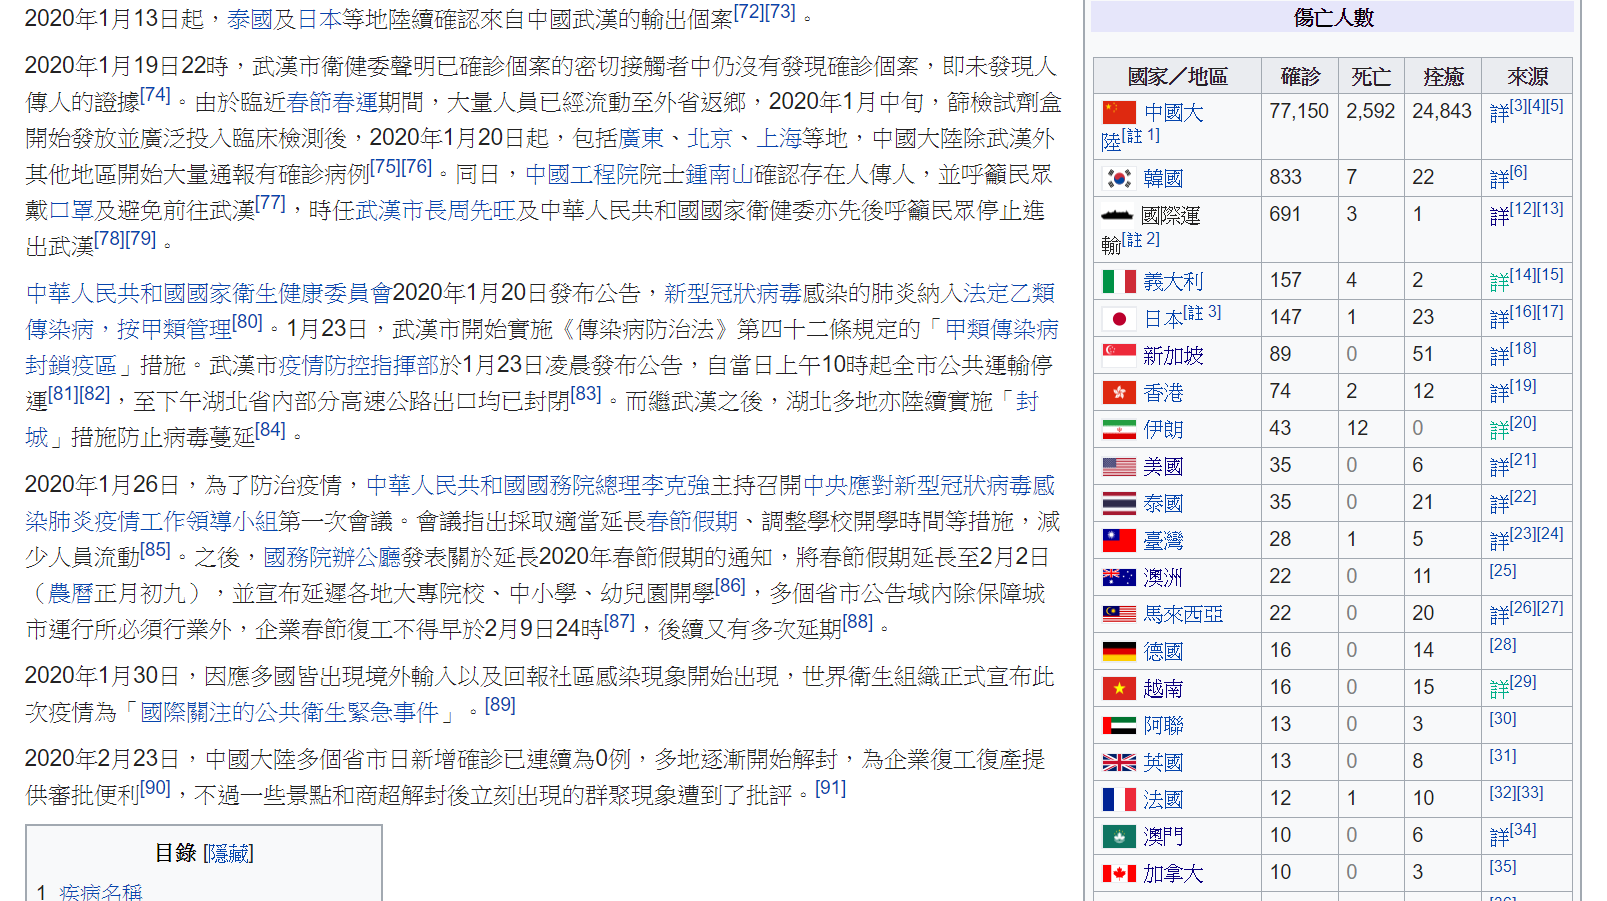 2020年1月13日起，泰國及日本等地陸續確認來自中國武漢的輸出個案[72][73]。
2020年1月19日22時，武漢市衛健委聲明已確診個案的密切接觸者中仍沒有發現確診個案，即未發現人
傳人的證據[74]。由於臨近春節春運期間，大量人員已經流動至外省返鄉，2020年1月中旬，篩檢試劑盒
開始發放並廣泛投入臨床檢測後，2020年1月20日起，包括廣東、北京、上海等地，中國大陸除武漢外
其他地區開始大量通報有確診病例[75][76]。同日，中國工程院院士鍾南山確認存在人傳人，並呼籲民眾
戴口罩及避免前往武漢[77]，時任武漢市長周先旺及中華人民共和國國家衛健委亦先後呼籲民眾停止進
出武漢[78][79]。
中華人民共和國國家衛生健康委員會2020年1月20日發布公告，新型冠狀病毒感染的肺炎納入法定乙類
傳染病，按甲類管理[80]。1月23日，武漢市開始實施《傳染病防治法》第四十二條規定的「甲類傳染病
封鎖疫區」措施。武漢市疫情防控指揮部於1月23日凌晨發布公告，自當日上午10時起全市公共運輸停
運[81][82]，至下午湖北省內部分高速公路出口均已封閉[83]。而繼武漢之後，湖北多地亦陸續實施「封
城」措施防止病毒蔓延[84]。
2020年1月26日，為了防治疫情，中華人民共和國國務院總理李克強主持召開中央應對新型冠狀病毒感
染肺炎疫情工作領導小組第一次會議。會議指出採取適當延長春節假期、調整學校開學時間等措施，減
少人員流動[85]。之後，國務院辦公廳發表關於延長2020年春節假期的通知，將春節假期延長至2月2日
（農曆正月初九），並宣布延遲各地大專院校、中小學、幼兒園開學[86]，多個省市公告域內除保障城
市運行所必須行業外，企業春節復工不得早於2月9日24時[87]，後續又有多次延期[88]。
2020年1月30日，因應多國皆出現境外輸入以及回報社區感染現象開始出現，世界衛生組織正式宣布此
次疫情為「國際關注的公共衛生緊急事件」。[89]
2020年2月23日，中國大陸多個省市日新增確診已連續為0例，多地逐漸開始解封，為企業復工復產提
供審批便利[90]，不過一些景點和商超解封後立刻出現的群聚現象遭到了批評。[91]
目錄 [隱藏]
1 疾病名稱
傷亡人數
國家／地區 確診 死亡 痊癒 來源
中國大 77,150 2,592 24,843 詳[3][4][5]
陸[註 1]
韓國 833 7 22 詳[6]
國際運 691 3 1 詳[12][13]
輸[註 2]
義大利 157 4 2 詳[14][15]
日本[註 3] 147 1 23 詳[16][17]
新加坡 89 0 51 詳[18]
香港 74 2 12 詳[19]
伊朗 43 12 0 詳[20]
美國 35 0 6 詳[21]
泰國 35 0 21 詳[22]
臺灣 28 1 5 詳[23][24]
澳洲 22 0 11 [25]
馬來西亞 22 0 20 詳[26][27]
德國 16 0 14 [28]
越南 16 0 15 詳[29]
阿聯 13 0 3 [30]
英國 13 0 8 [31]
法國 12 1 10 [32][33]
澳門 10 0 6 詳[34]
加拿大 10 0 3 [35]